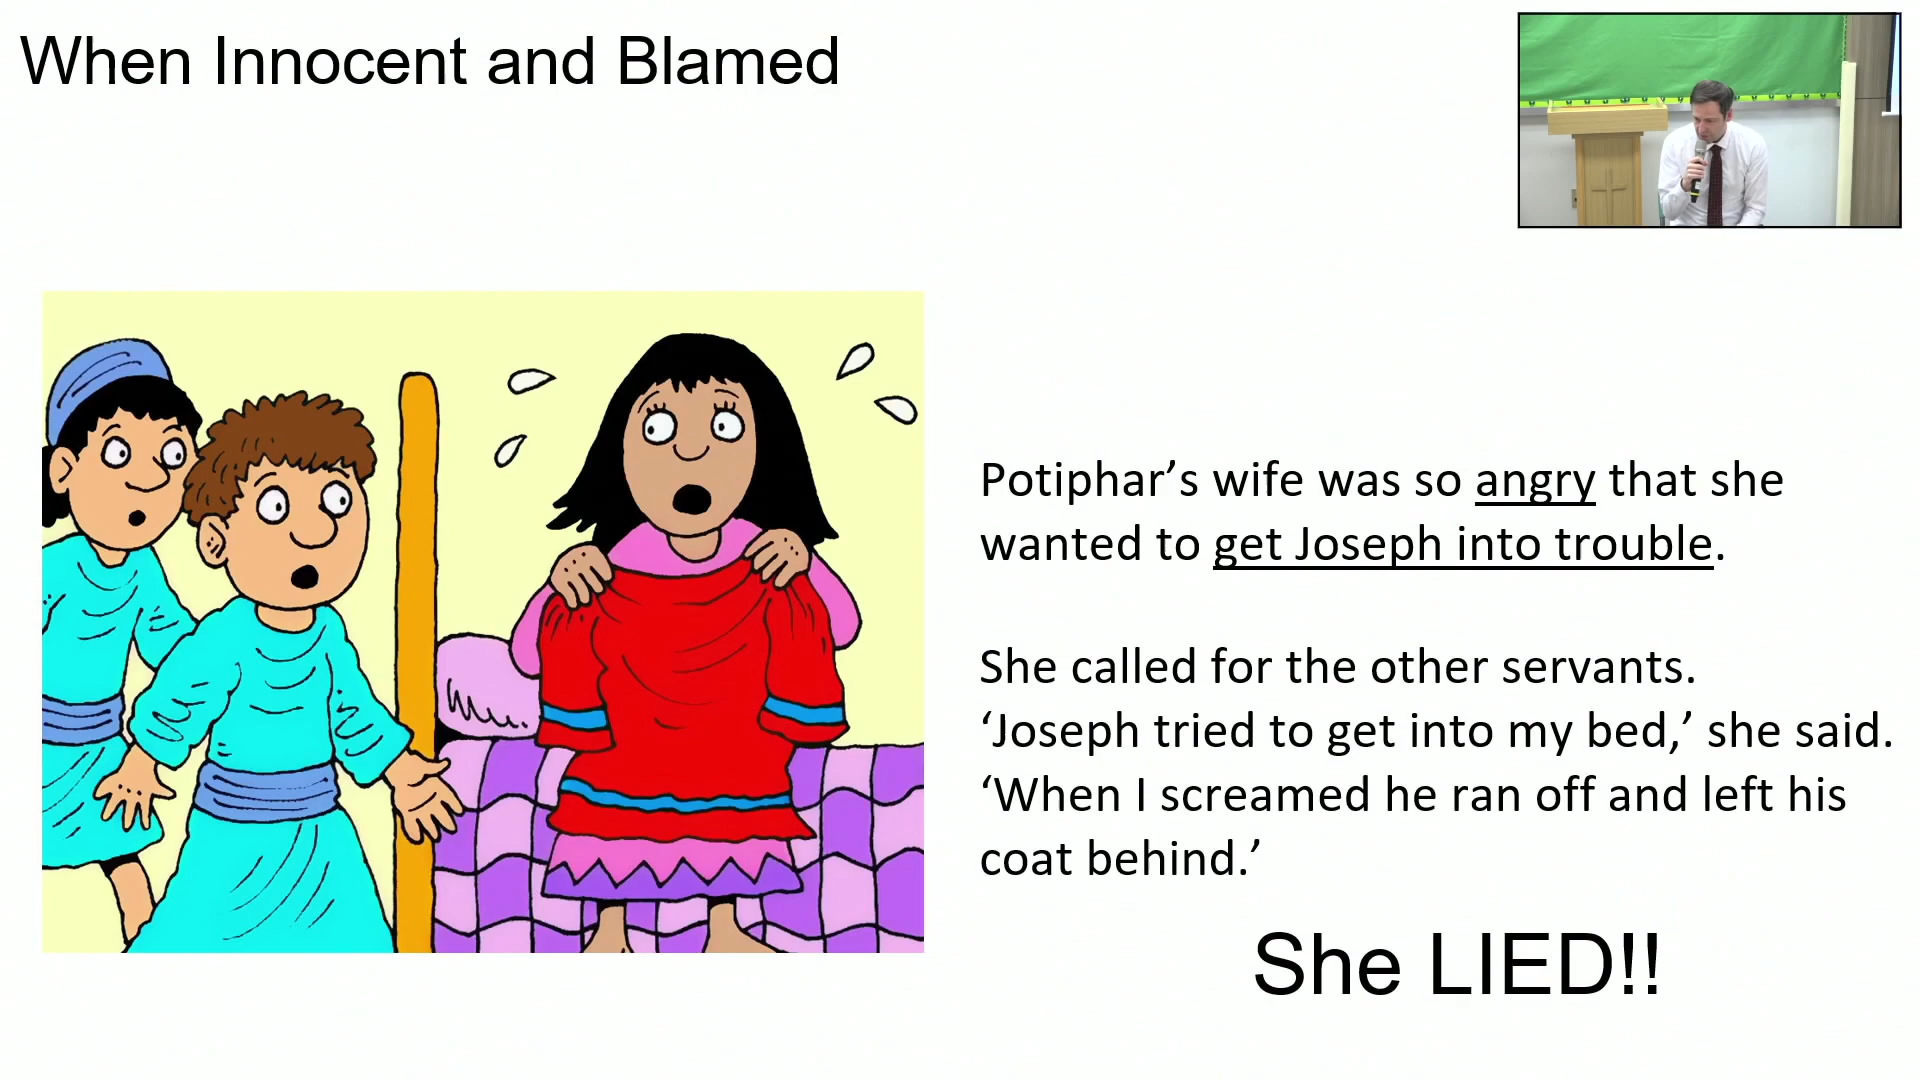 When Innocent and Blamed
Potiphar’s wife was so angry that she
wanted to get Joseph into trouble.
She called for the other servants.
‘Joseph tried to get into my bed,’ she said.
‘When I screamed he ran off and left his
coat behind.’
She LIED!!